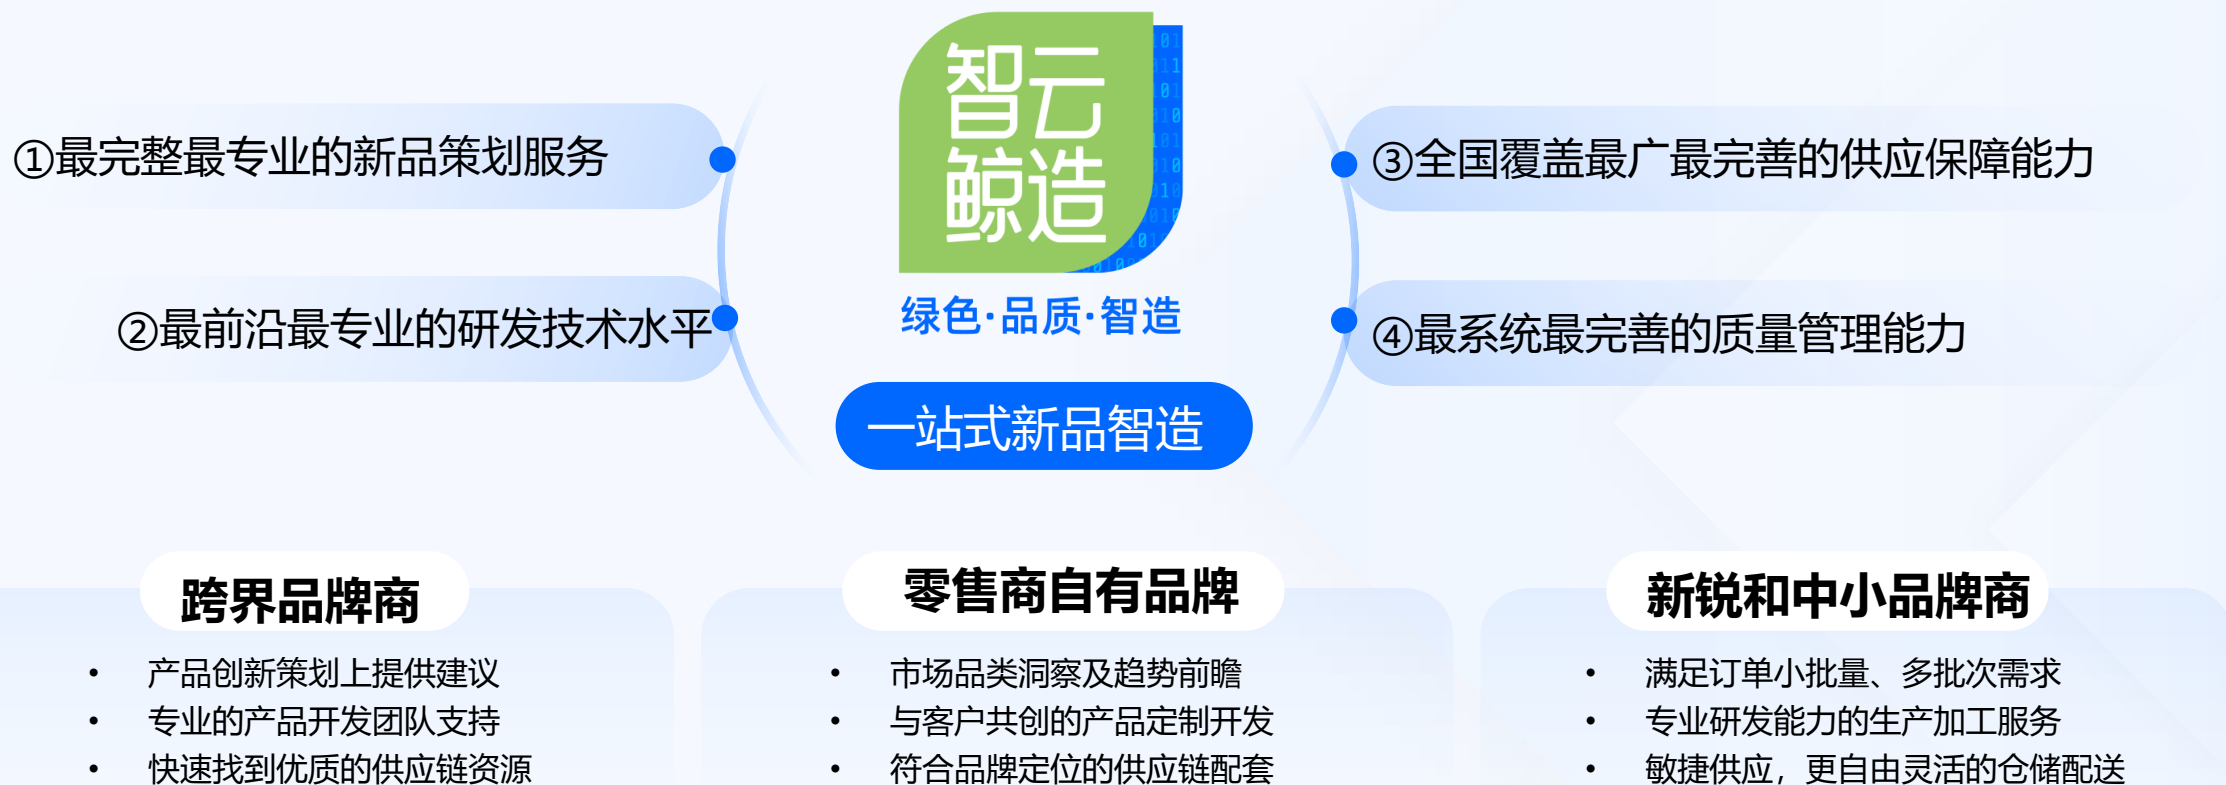 智云
鲸造
绿色·品质·智造
一站式新品智造
①最完整最专业的新品策划服务
②最前沿最专业的研发技术水平
③全国覆盖最广最完善的供应保障能力
④最系统最完善的质量管理能力
跨界品牌商
• 产品创新策划上提供建议
• 专业的产品开发团队支持
• 快速找到优质的供应链资源
零售商自有品牌
• 市场品类洞察及趋势前瞻
• 与客户共创的产品定制开发
• 符合品牌定位的供应链配套
新锐和中小品牌商
• 满足订单小批量、多批次需求
• 专业研发能力的生产加工服务
• 敏捷供应，更自由灵活的仓储配送